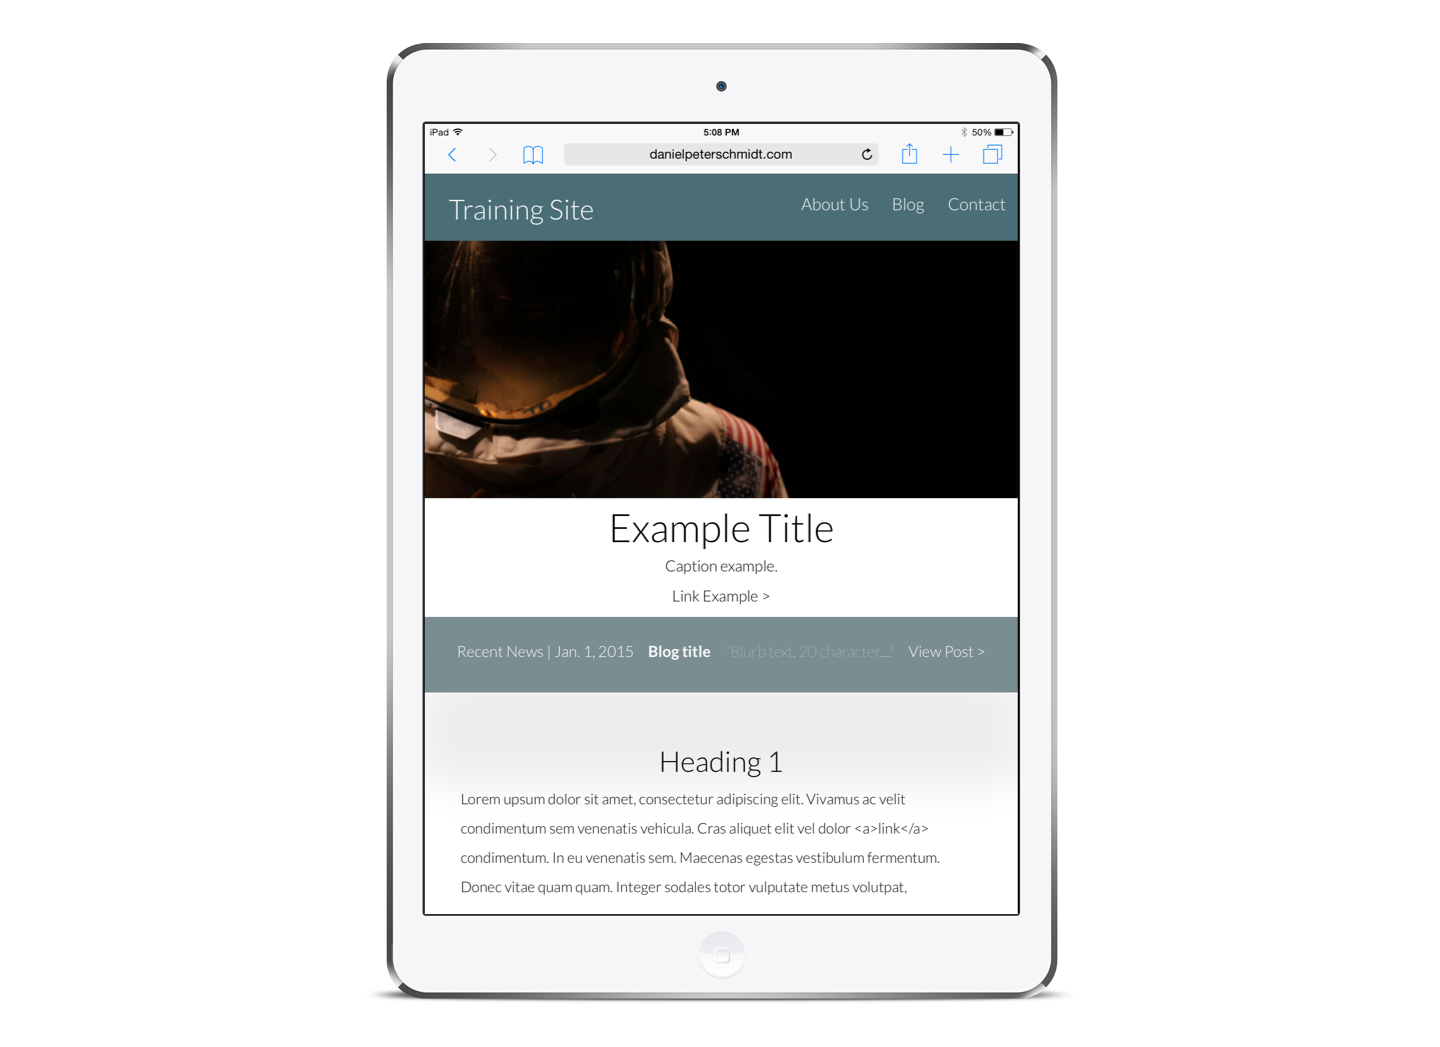 iPad 5:08 PM 50%
danielpeterschmidt.com
Training Site About Us Blog Contact
Example Title
Caption example.
Link Example >
Recent News | Jan. 1, 2015 Blog title "Blurb text, 20 character...." View Post >
Heading 1
Lorem upsum dolor sit amet, consectetur adipiscing elit. Vivamus ac velit
condimentum sem venenatis vehicula. Cras aliquet elit vel dolor <a>link</a>
condimentum. In eu venenatis sem. Maecenas egestas vestibulum fermentum.
Donec vitae quam quam. Integer sodales totor vulputate metus volutpat,